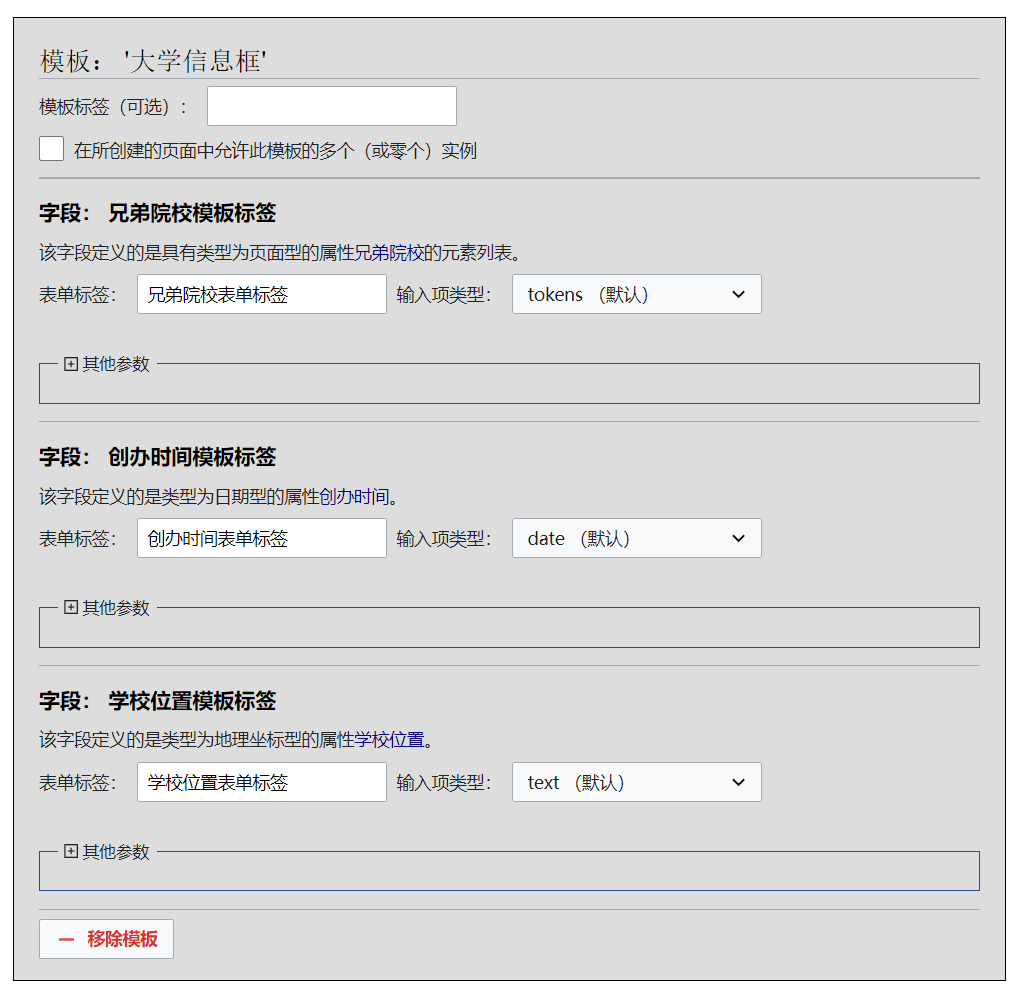 模板： '大学信息框'
模板标签（可选）：
在所创建的页面中允许此模板的多个（或零个）实例
字段： 兄弟院校模板标签
该字段定义的是具有类型为页面型的属性兄弟院校的元素列表。
表单标签： 兄弟院校表单标签 输入项类型： tokens （默认）
其他参数
字段： 创办时间模板标签
该字段定义的是类型为日期型的属性创办时间。
表单标签： 创办时间表单标签 输入项类型： date （默认）
其他参数
字段： 学校位置模板标签
该字段定义的是类型为地理坐标型的属性学校位置。
表单标签： 学校位置表单标签 输入项类型： text （默认）
其他参数
移除模板